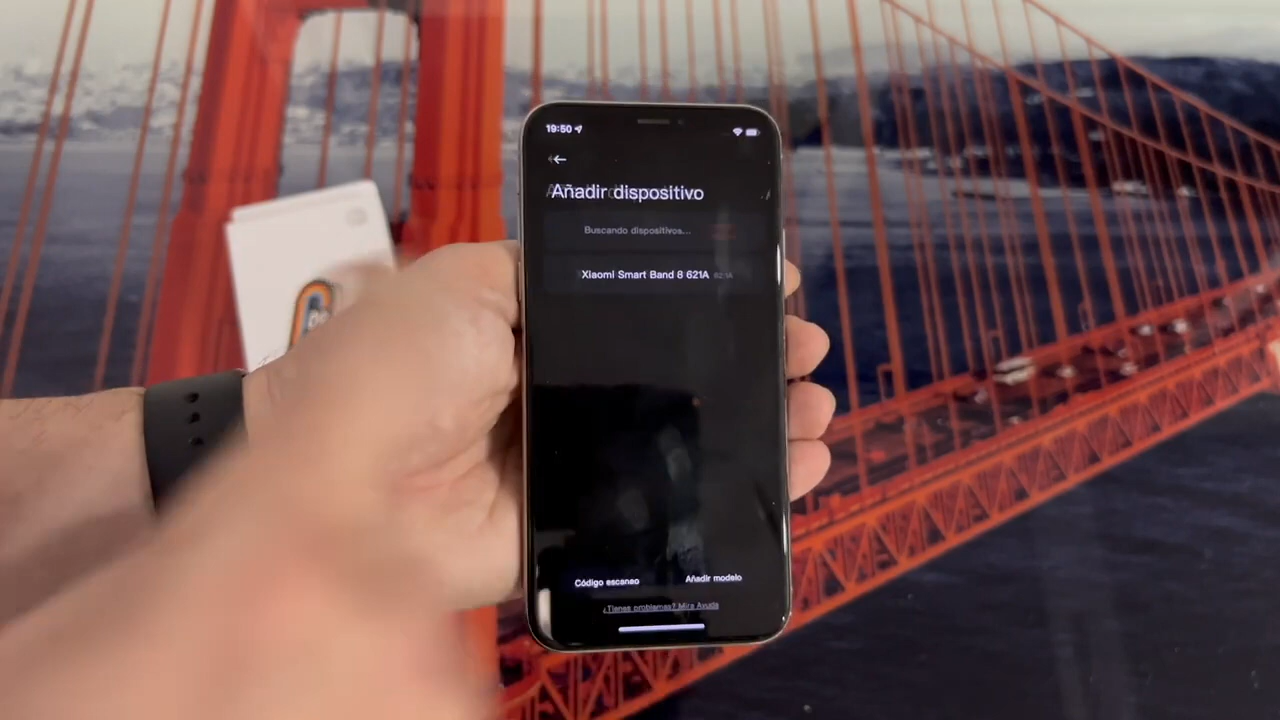 19:50
Añadir dispositivo
Buscando dispositivos...
Xiaomi Smart Band 8 621A
Código escaneo
Añadir modelo
¿Tienes problemas? Mira Ayuda